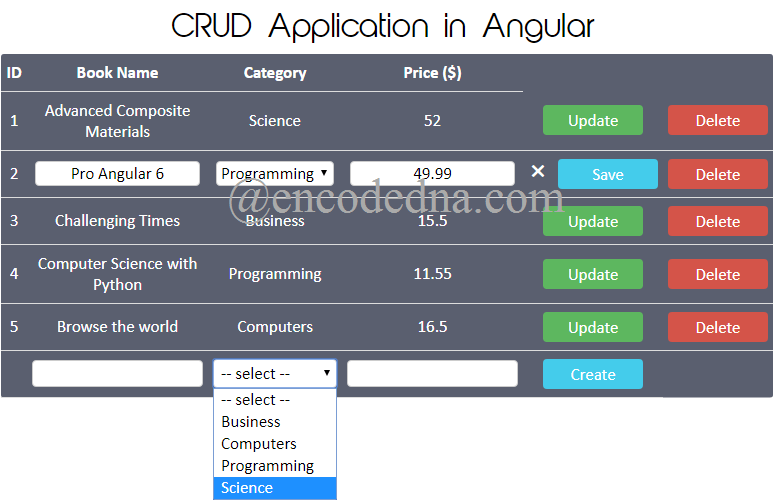 CRUD Application in Angular
ID Book Name Category Price ($)
1 Advanced Composite Materials Science 52 Update Delete
2 Pro Angular 6 Programming 49.99 ✕ Save Delete
@encodedna.com
3 Challenging Times Business 15.5 Update Delete
4 Computer Science with Python Programming 11.55 Update Delete
5 Browse the world Computers 16.5 Update Delete
-- select -- Create
-- select --
Business
Computers
Programming
Science